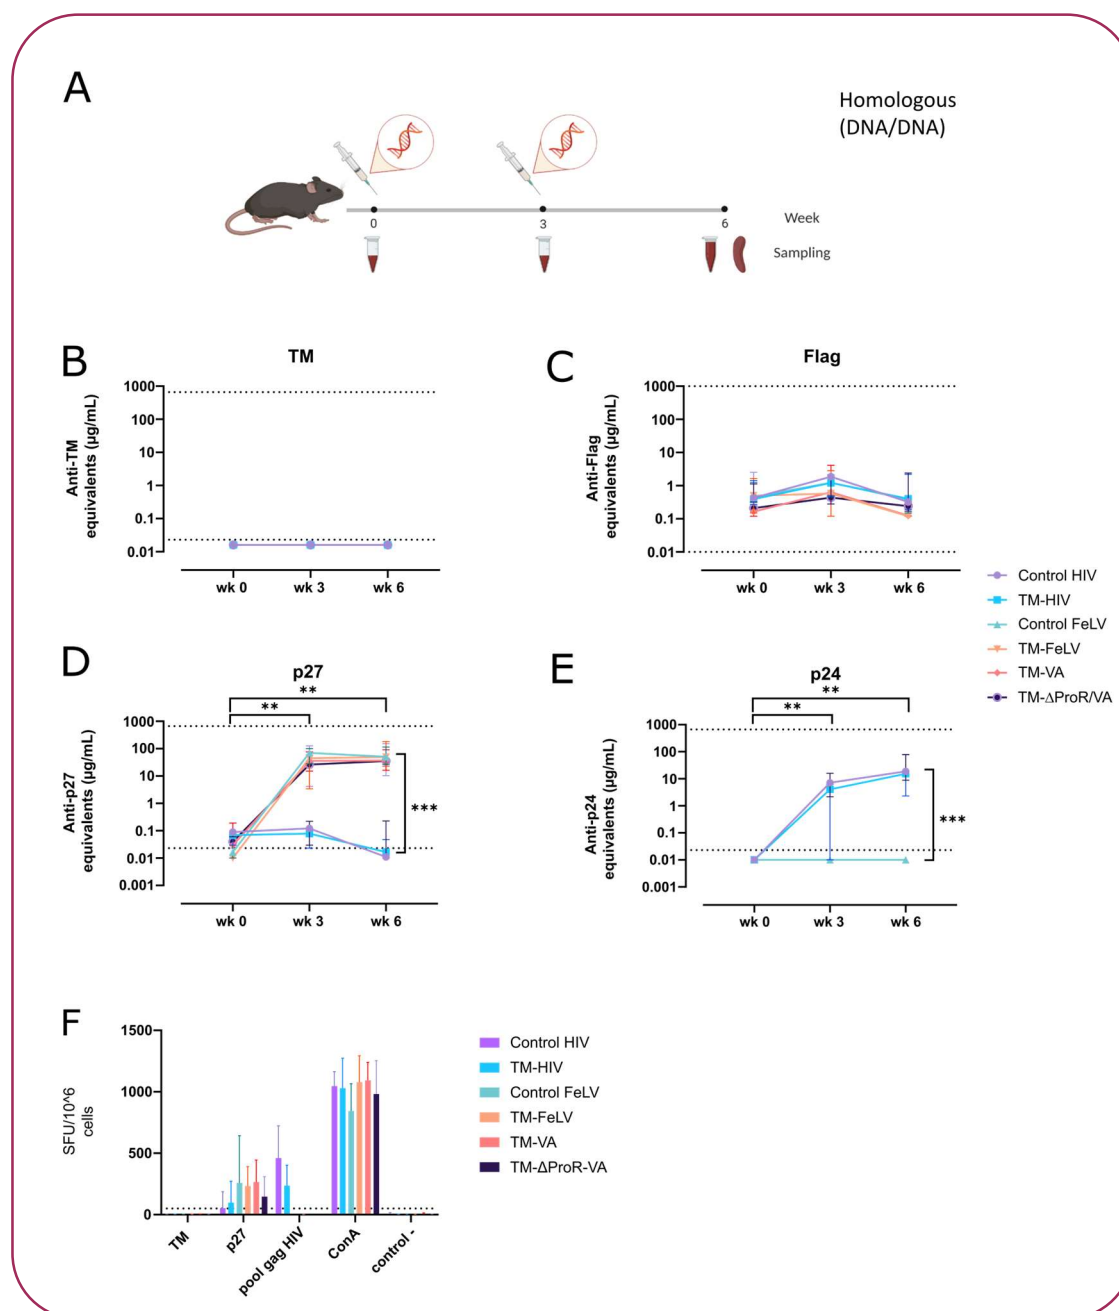 A
Homologous
(DNA/DNA)
0
3
6
Week
Sampling
B
TM
Anti-TM
equivalents (µg/mL)
1000
100
10
1
0.1
0.01
wk 0
wk 3
wk 6
C
Flag
Anti-Flag
equivalents (µg/mL)
1000
100
10
1
0.1
0.01
wk 0
wk 3
wk 6
Control HIV
TM-HIV
Control FeLV
TM-FeLV
TM-VA
TM-ΔProR/VA
D
p27
**
**
***
Anti-p27
equivalents (µg/mL)
1000
100
10
1
0.1
0.01
0.001
wk 0
wk 3
wk 6
E
p24
**
**
***
Anti-p24
equivalents (µg/mL)
1000
100
10
1
0.1
0.01
0.001
wk 0
wk 3
wk 6
F
SFU/10^6
cells
1500
1000
500
0
TM
p27
pool gag HIV
ConA
control -
Control HIV
TM-HIV
Control FeLV
TM-FeLV
TM-VA
TM-ΔProR-VA